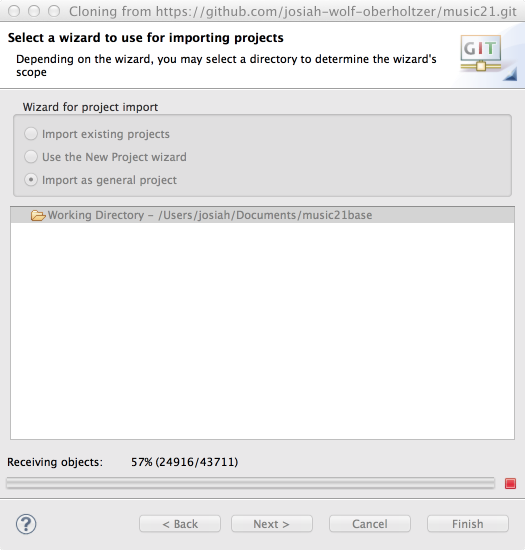 Cloning from https://github.com/josiah-wolf-oberholtzer/music21.git
Select a wizard to use for importing projects
Depending on the wizard, you may select a directory to determine the wizard's
scope
GIT
Wizard for project import
Import existing projects
Use the New Project wizard
Import as general project
Working Directory – /Users/josiah/Documents/music21base
Receiving objects: 57% (24916/43711)
? < Back Next > Cancel Finish